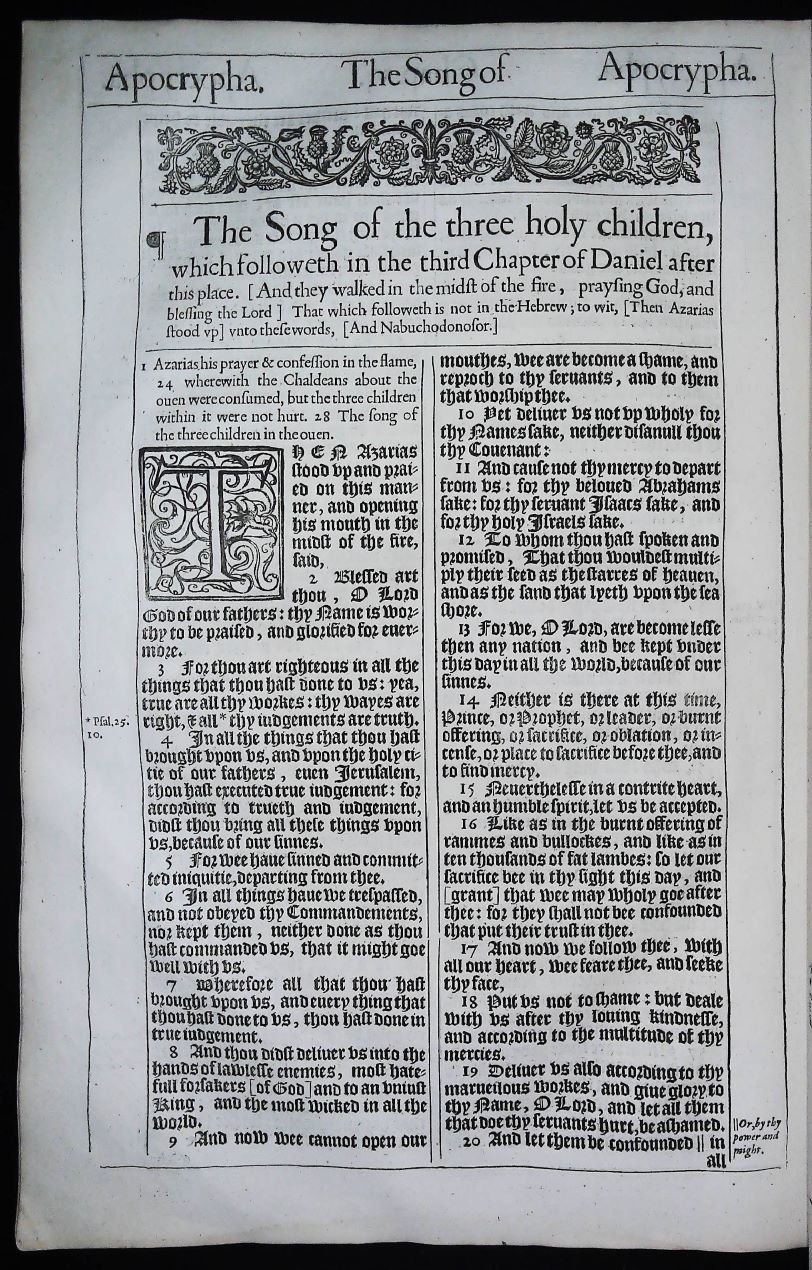 Apocrypha. The Song of Apocrypha.
¶ The Song of the three holy children,
which followeth in the third Chapter of Daniel after
this place. [And they walked in the midſt of the fire, prayſing God, and
bleſſing the Lord] That which followeth is not in the Hebrew; to wit, [Then Azarias
ſtood vp] vnto theſe words, [And Nabuchodonoſor.]
1 Azarias his prayer & confeſſion in the flame,
24 wherewith the Chaldeans about the
ouen were conſumed, but the three children
within it were not hurt. 28 The ſong of
the three children in the ouen.
THEN Azarias
ſtood vp and prai-
ed on this man-
ner, and opening
his mouth in the
midſt of the fire,
ſaid,
2 Bleſſed art
thou, O Lord
God of our fathers: thy Name is wor-
thy to be praiſed, and glorified for euer-
more.
3 For thou art righteous in all the
things that thou haſt done to vs: yea,
true are all thy workes: thy wayes are
right, & all * thy iudgements are truth.
* Pſal.25.
10.
4 In all the things that thou haſt
brought vpon vs, and vpon the holy ci-
tie of our fathers, euen Jeruſalem,
thou haſt executed true iudgement: for
according to trueth and iudgement,
didſt thou bring all theſe things vpon
vs, becauſe of our ſinnes.
5 For wee haue ſinned and commit-
ted iniquitie, departing from thee.
6 In all things haue we treſpaſſed,
and not obeyed thy Commandements,
nor kept them, neither done as thou
haſt commanded vs, that it might goe
well with vs.
7 Wherefore all that thou haſt
brought vpon vs, and euery thing that
thou haſt done to vs, thou haſt done in
true iudgement.
8 And thou didſt deliuer vs into the
hands of lawleſſe enemies, moſt hate-
full forſakers [of God] and to an vniuſt
King, and the moſt wicked in all the
world.
9 And now wee cannot open our
mouthes, wee are become a ſhame, and
reproch to thy ſeruants, and to them
that worſhip thee.
10 Yet deliuer vs not vp wholy for
thy Names ſake, neither diſanull thou
thy Couenant:
11 And cauſe not thy mercy to depart
from vs: for thy beloued Abrahams
ſake: for thy ſeruant Iſaacs ſake, and
for thy holy Iſraels ſake.
12 To whom thou haſt ſpoken and
promiſed, That thou wouldeſt multi-
ply their ſeed as the ſtarres of heauen,
and as the ſand that lyeth vpon the ſea
ſhore.
13 For we, O Lord, are become leſſe
then any nation, and bee kept vnder
this day in all the world, becauſe of our
ſinnes.
14 Neither is there at this time,
Prince, or Prophet, or leader, or burnt
offering, or ſacrifice, or oblation, or in-
cenſe, or place to ſacrifice before thee, and
to find mercy.
15 Neuertheleſſe in a contrite heart,
and an humble ſpirit, let vs be accepted.
16 Like as in the burnt offering of
rammes and bullockes, and like as in
ten thouſands of fat lambes: ſo let our
ſacrifice bee in thy ſight this day, and
[grant] that wee may wholy goe after
thee: for they ſhall not bee confounded
that put their truſt in thee.
17 And now we follow thee, with
all our heart, wee feare thee, and ſeeke
thy face,
18 Put vs not to ſhame: but deale
with vs after thy louing kindneſſe,
and according to the multitude of thy
mercies.
19 Deliuer vs alſo according to thy
marueilous workes, and giue glory to
thy Name, O Lord, and let all them
that doe thy ſeruants hurt, be aſhamed.
20 And let them be confounded || in
all
|| Or, by thy
power and
might.